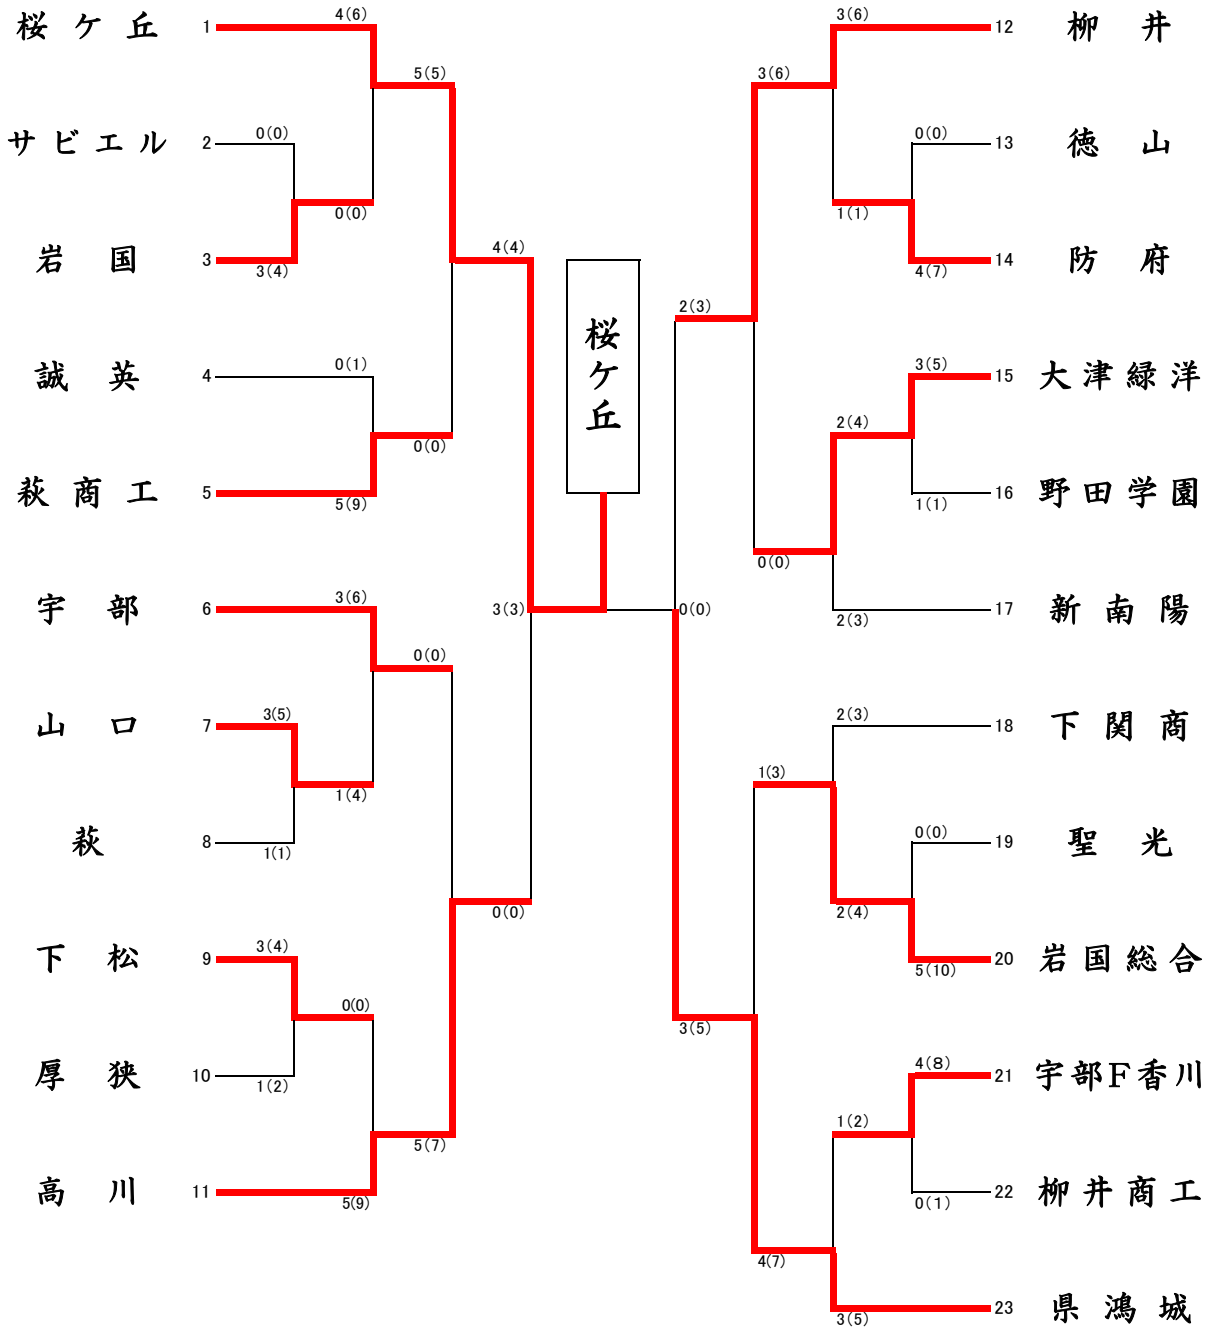 桜ケ丘 1 4(6)
5(5)
サビエル 2 0(0)
0(0)
岩国 3 3(4)
4(4)
誠英 4 0(1)
0(0)
萩商工 5 5(9)
宇部 6 3(6)
3(3)
0(0)
山口 7 3(5)
1(4)
萩 8 1(1)
0(0)
下松 9 3(4)
0(0)
厚狭 10 1(2)
5(7)
高川 11 5(9)
桜ケ丘
3(6) 12 柳井
3(6)
0(0) 13 徳山
1(1)
4(7) 14 防府
2(3)
3(5) 15 大津緑洋
2(4)
1(1) 16 野田学園
0(0)
2(3) 17 新南陽
0(0)
2(3) 18 下関商
1(3)
0(0) 19 聖光
2(4)
5(10) 20 岩国総合
3(5)
4(8) 21 宇部F香川
1(2)
0(1) 22 柳井商工
4(7)
3(5) 23 県鴻城